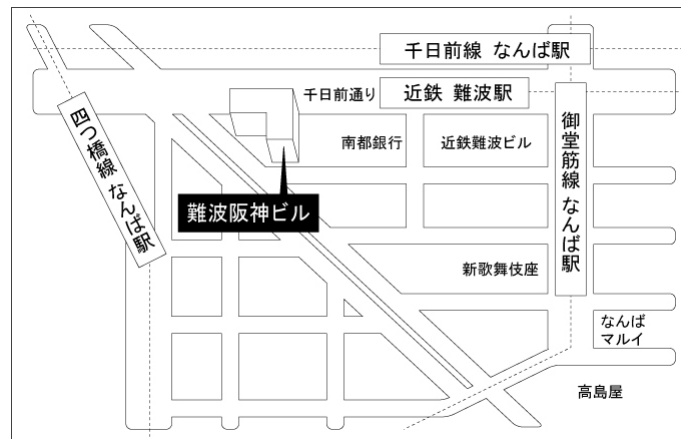 千日前線 なんば駅
千日前通り
近鉄 難波駅
四つ橋線 なんば駅
南都銀行
近鉄難波ビル
御堂筋線 なんば駅
難波阪神ビル
新歌舞伎座
なんば
マルイ
高島屋